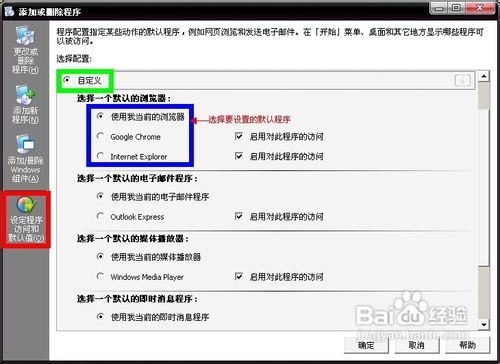 添加或删除程序
程序配置指定某些动作的默认程序，例如网页浏览和发送电子邮件。在「开始」菜单、桌面和其它地方显示哪些程序可
以被访问。
选择配置:
更改或
删除
程序(H)
添加新
程序(N)
添加/删除
Windows
组件(A)
设定程序
访问和
默认值(O)
自定义
选择一个默认的浏览器:
使用我当前的浏览器
选择要设置的默认程序
Google Chrome 启用对此程序的访问
Internet Explorer 启用对此程序的访问
选择一个默认的电子邮件程序:
使用我当前的电子邮件程序
Outlook Express 启用对此程序的访问
选择一个默认的媒体播放器:
使用我当前的媒体播放器
Windows Media Player 启用对此程序的访问
选择一个默认的即时消息程序:
使用我当前的即时消息程序
确定 取消 帮助
Baidu 经验
jingyan.baidu.com